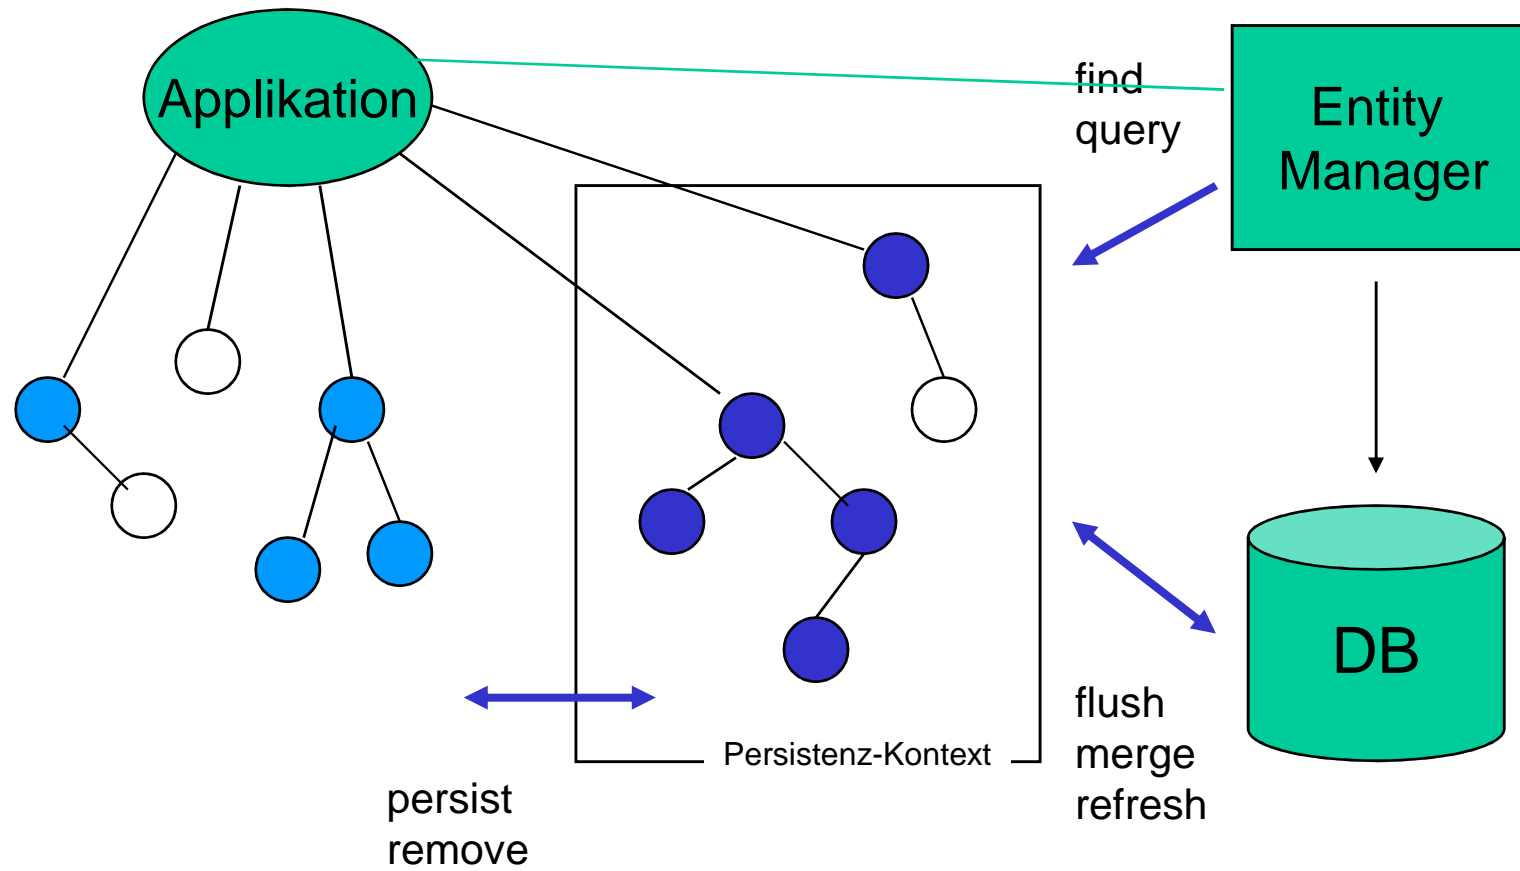 Applikation
find
query
Entity
Manager
DB
Persistenz-Kontext
flush
merge
refresh
persist
remove